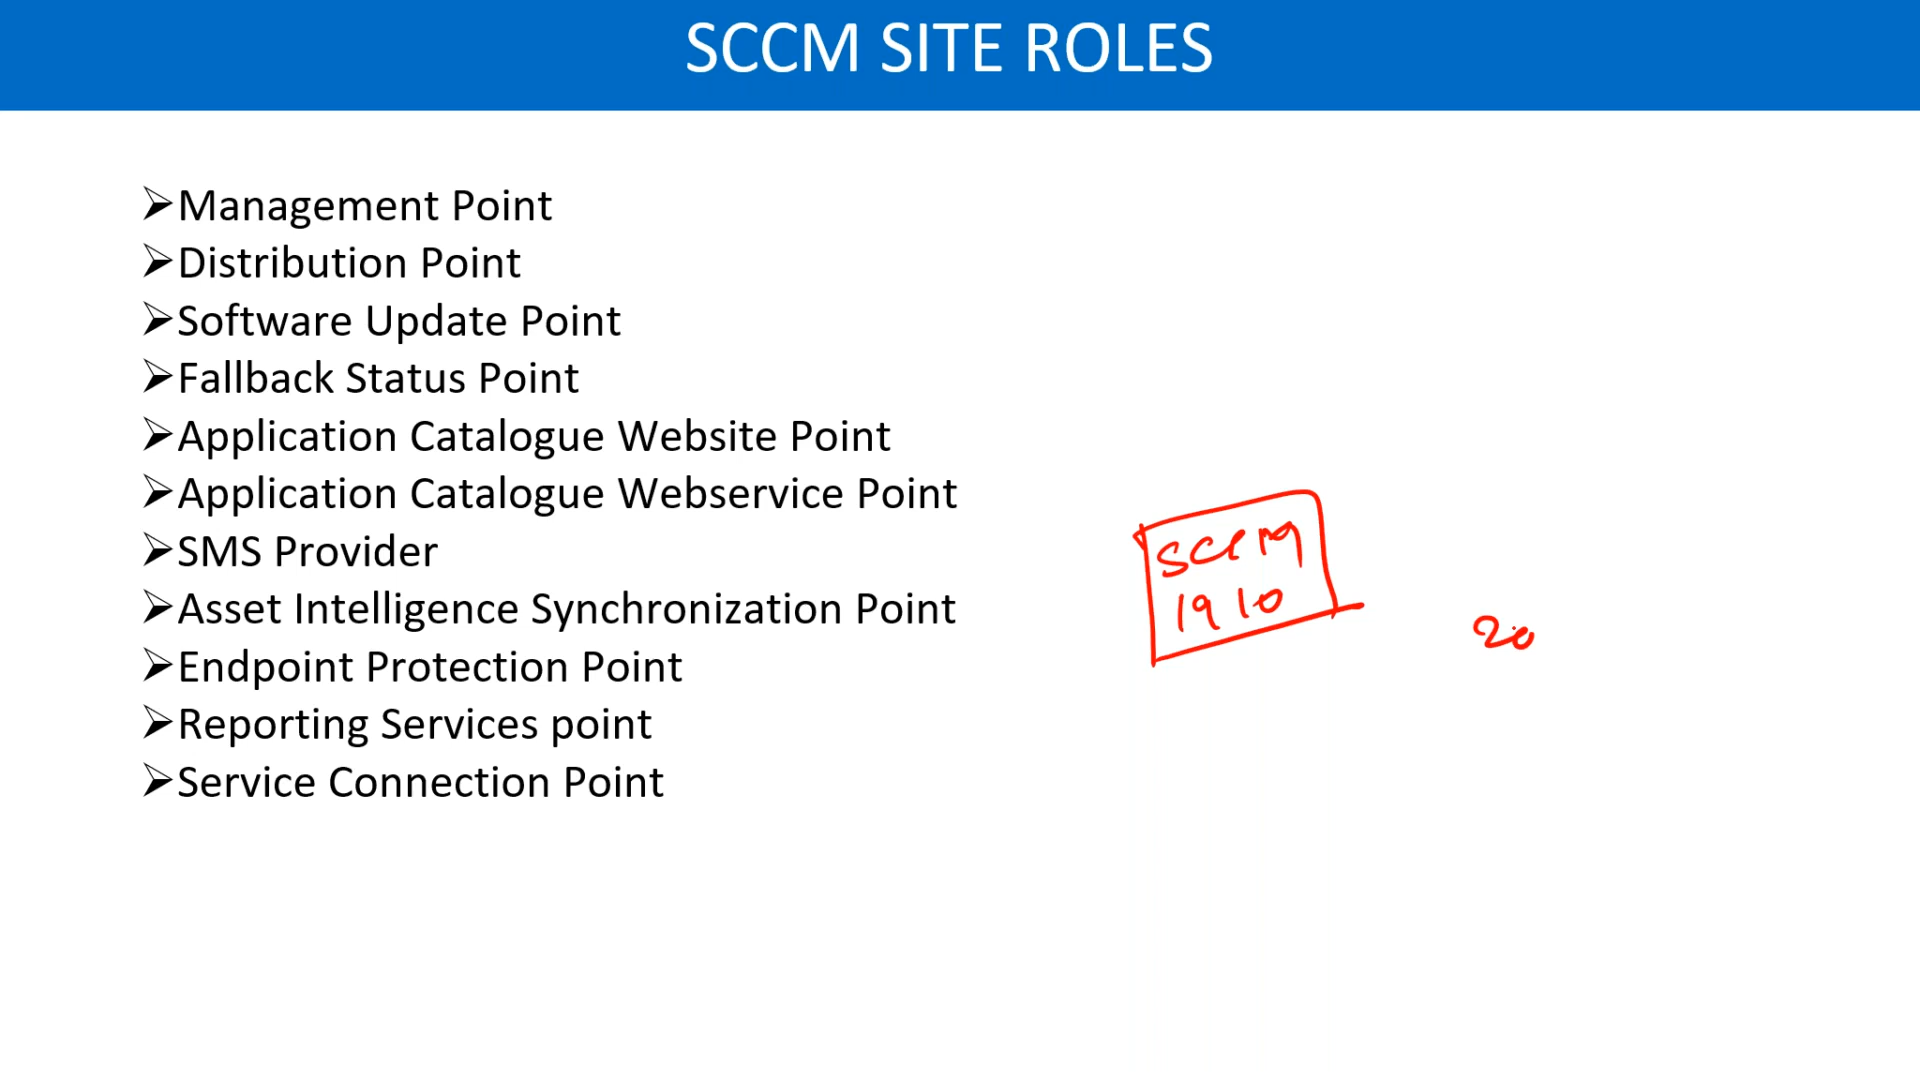 SCCM SITE ROLES
➢Management Point
➢Distribution Point
➢Software Update Point
➢Fallback Status Point
➢Application Catalogue Website Point
➢Application Catalogue Webservice Point
➢SMS Provider
➢Asset Intelligence Synchronization Point
➢Endpoint Protection Point
➢Reporting Services point
➢Service Connection Point
SCCM
1910
20